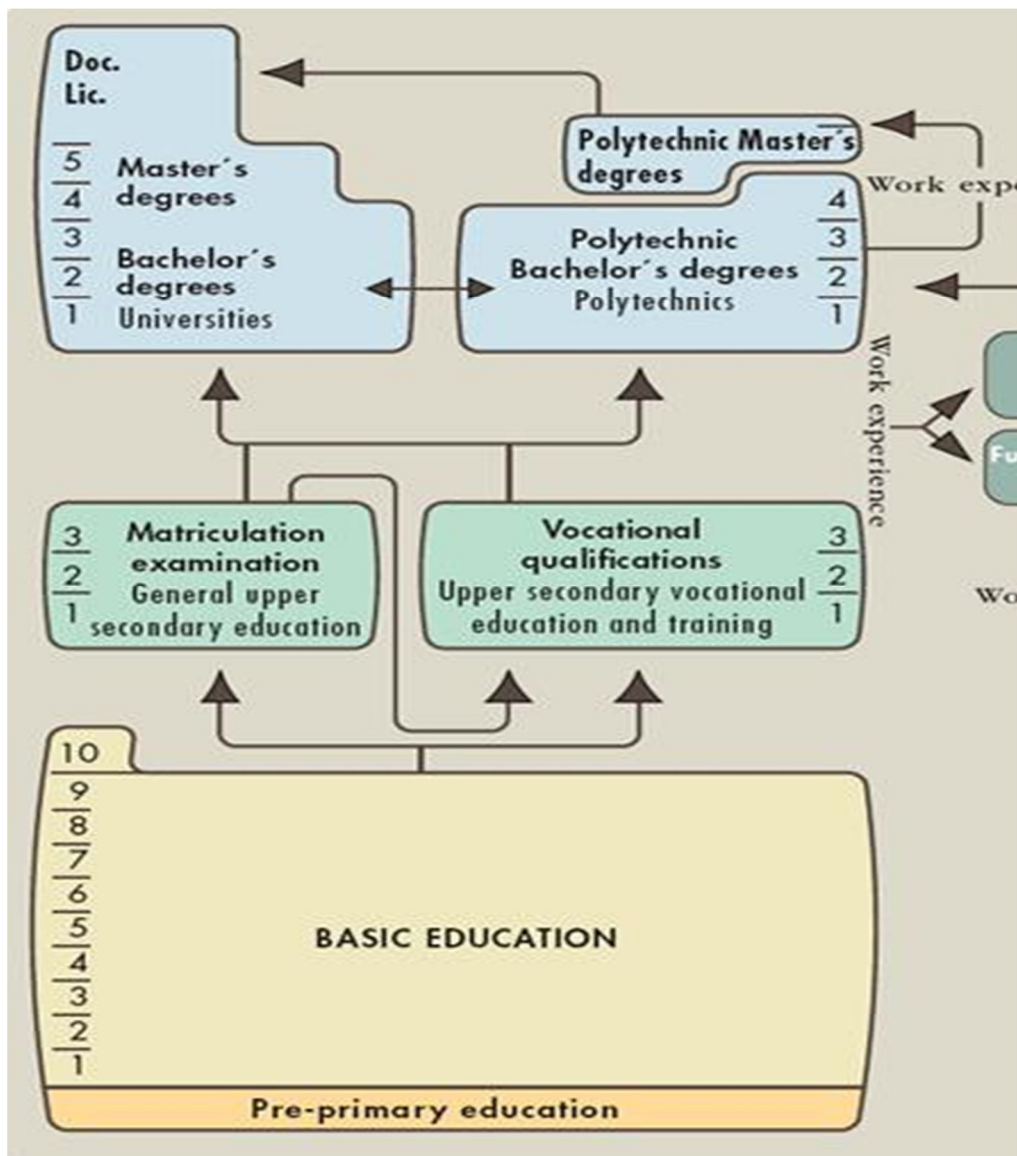 Doc.
Lic.
5
4
3
2
1
Master´s
degrees
Bachelor´s
degrees
Universities
Polytechnic Master´s
degrees
Work expe
4
3
2
1
Polytechnic
Bachelor´s degrees
Polytechnics
Work experience
Fu
3
2
1
Matriculation
examination
General upper
secondary education
Vocational
qualifications
Upper secondary vocational
education and training
3
2
1
Wo
10
9
8
7
6
5
4
3
2
1
BASIC EDUCATION
Pre-primary education